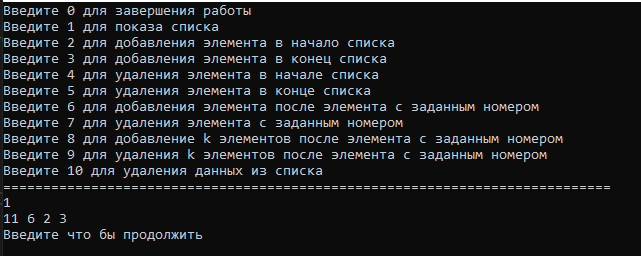 Введите 0 для завершения работы
Введите 1 для показа списка
Введите 2 для добавления элемента в начало списка
Введите 3 для добавления элемента в конец списка
Введите 4 для удаления элемента в начале списка
Введите 5 для удаления элемента в конце списка
Введите 6 для добавления элемента после элемента с заданным номером
Введите 7 для удаления элемента с заданным номером
Введите 8 для добавление k элементов после элемента с заданным номером
Введите 9 для удаления k элементов после элемента с заданным номером
Введите 10 для удаления данных из списка
============================================================================
1
11 6 2 3
Введите что бы продолжить